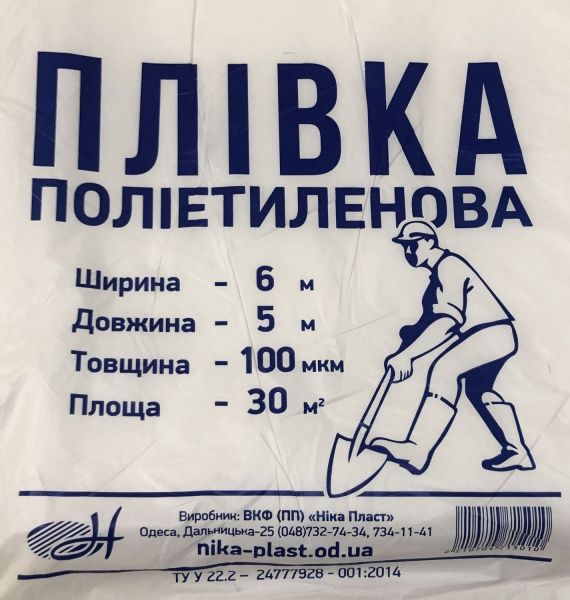 ПЛІВКА
ПОЛІЕТИЛЕНОВА
Ширина - 6 м
Довжина - 5 м
Товщина - 100 мкм
Площа - 30 м²
Виробник: ВКФ (ПП) «Ніка Пласт»
Одеса, Дальницька-25 (048)732-74-34, 734-11-41
nika-plast.od.ua
ТУ У 22.2 – 24777928 - 001:2014